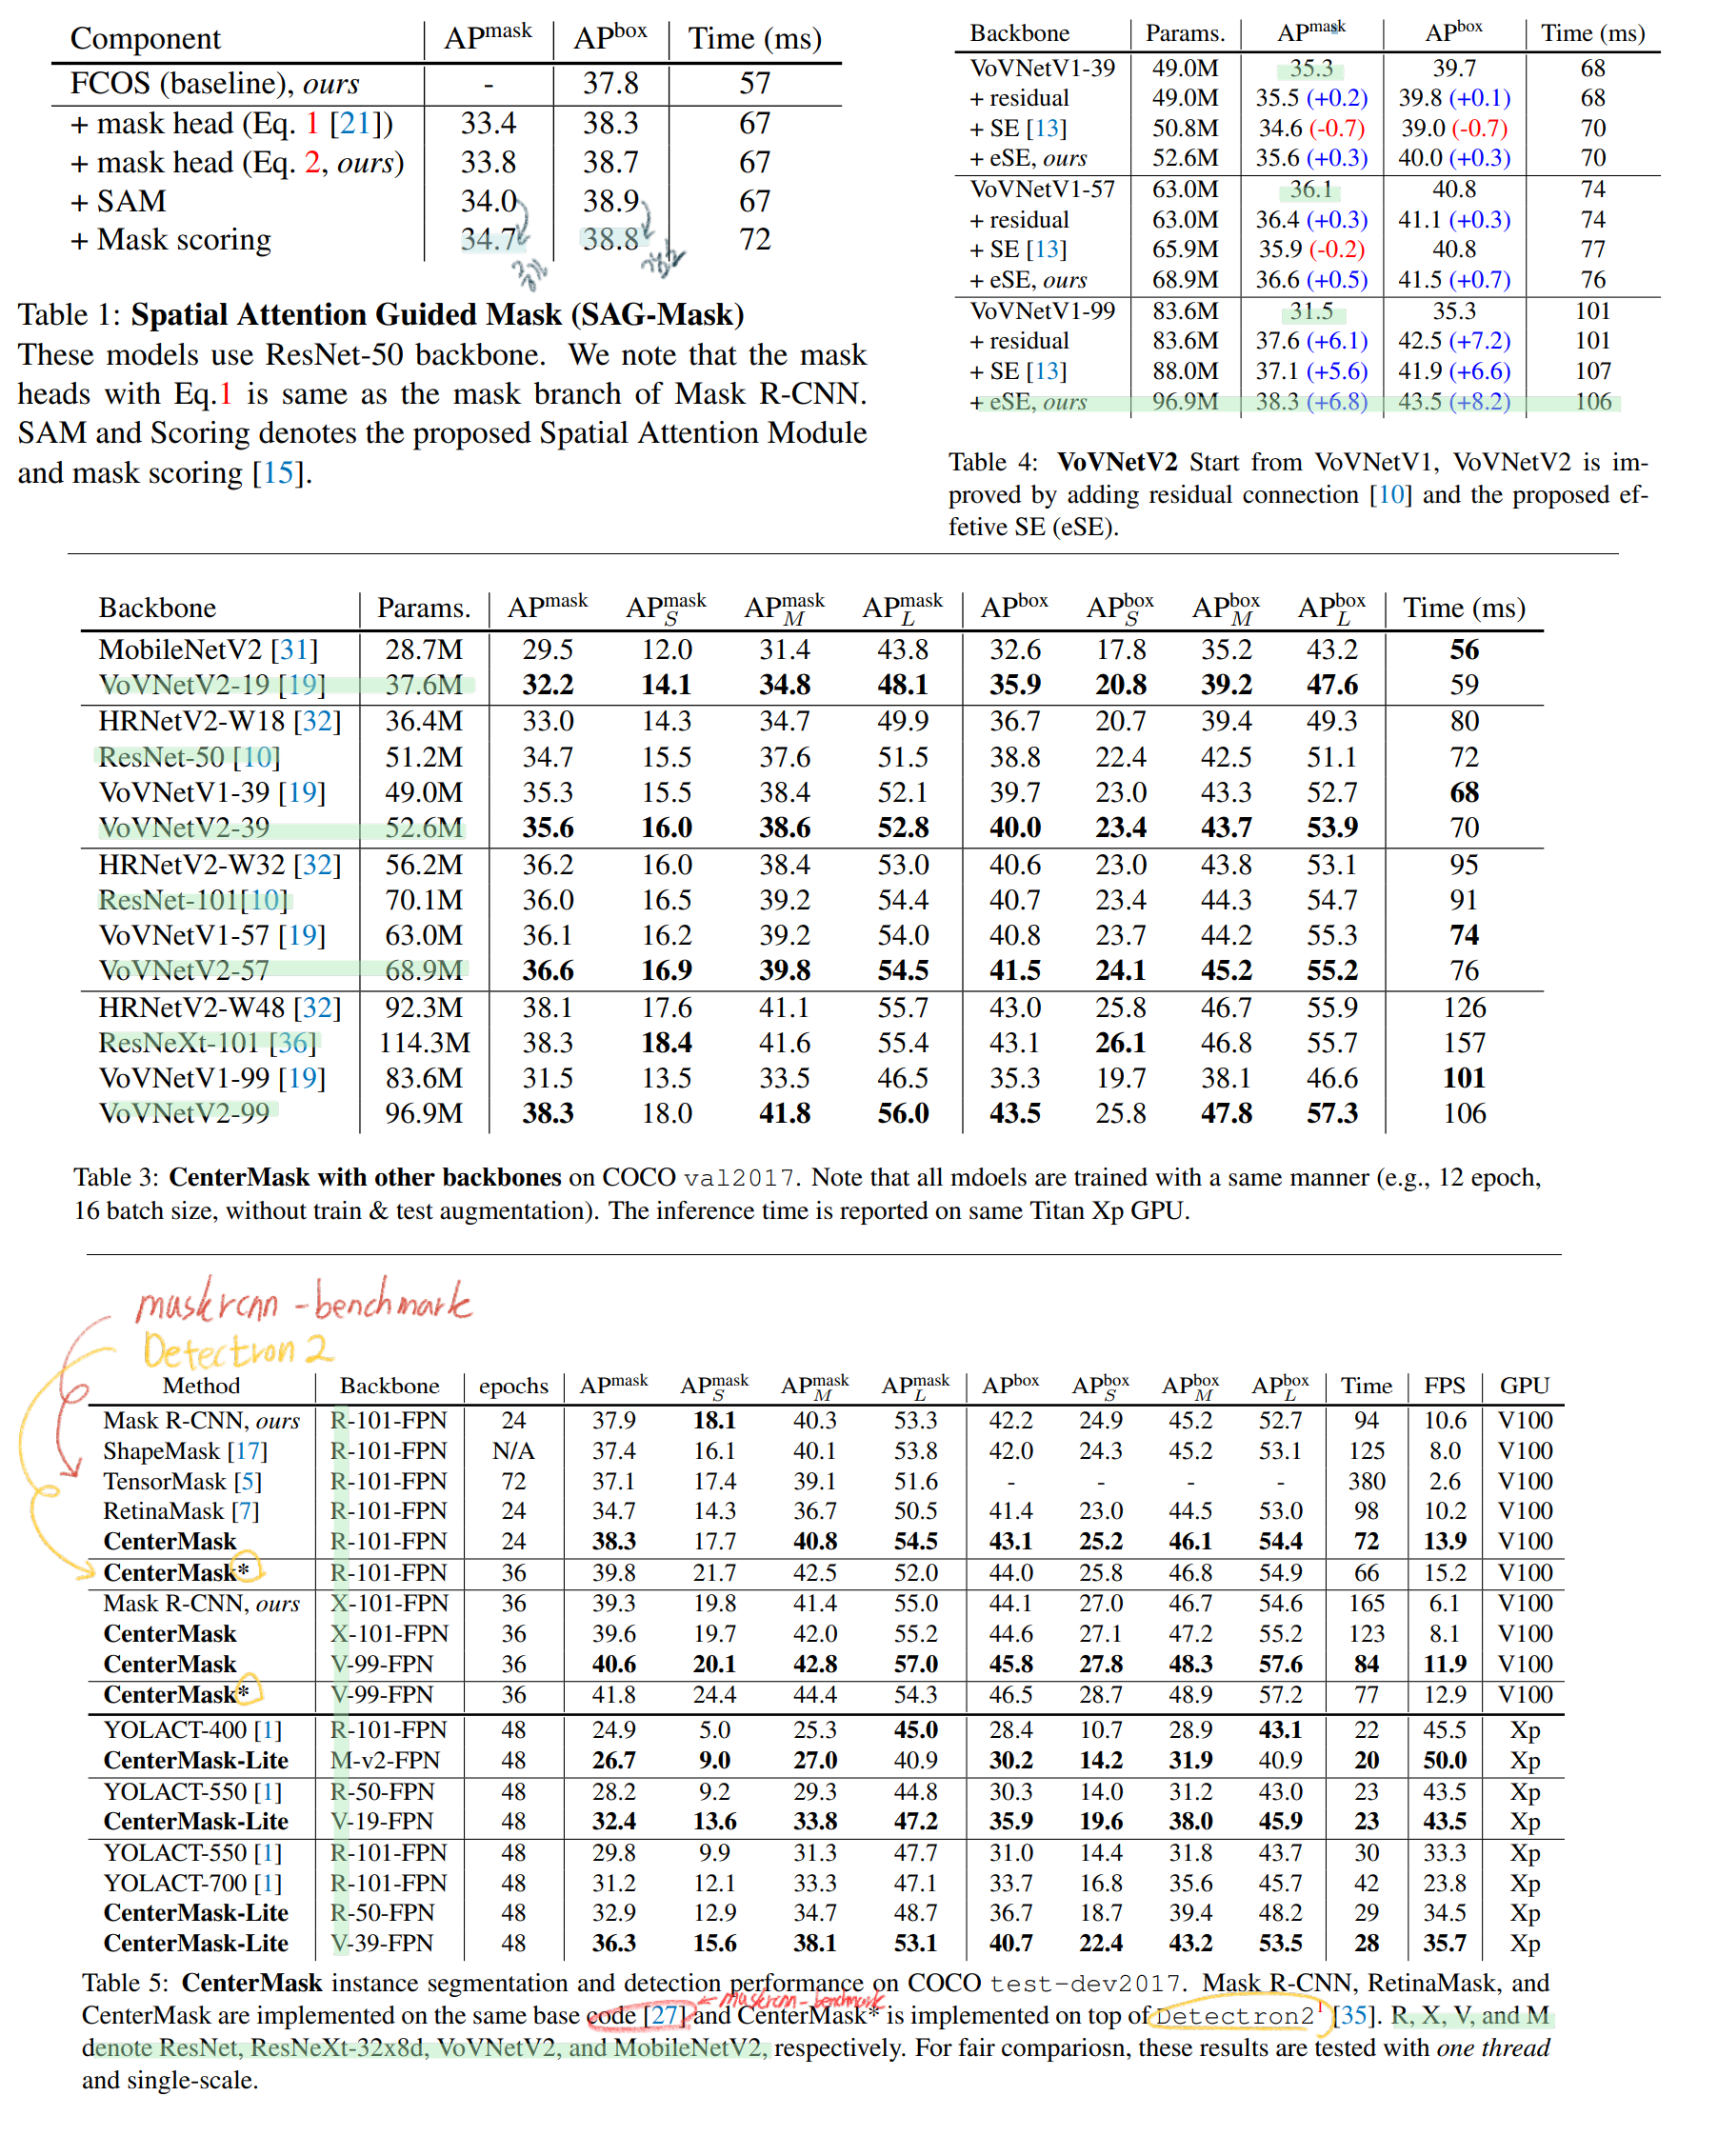 Component AP^mask AP^box Time (ms)
FCOS (baseline), ours - 37.8 57
+ mask head (Eq. 1 [21]) 33.4 38.3 67
+ mask head (Eq. 2, ours) 33.8 38.7 67
+ SAM 34.0 38.9 67
+ Mask scoring 34.7 38.8 72
Table 1: Spatial Attention Guided Mask (SAG-Mask)
These models use ResNet-50 backbone. We note that the mask
heads with Eq.1 is same as the mask branch of Mask R-CNN.
SAM and Scoring denotes the proposed Spatial Attention Module
and mask scoring [15].
Backbone Params. AP^mask AP^box Time (ms)
VoVNetV1-39 49.0M 35.3 39.7 68
+ residual 49.0M 35.5 (+0.2) 39.8 (+0.1) 68
+ SE [13] 50.8M 34.6 (-0.7) 39.0 (-0.7) 70
+ eSE, ours 52.6M 35.6 (+0.3) 40.0 (+0.3) 70
VoVNetV1-57 63.0M 36.1 40.8 74
+ residual 63.0M 36.4 (+0.3) 41.1 (+0.3) 74
+ SE [13] 65.9M 35.9 (-0.2) 40.8 77
+ eSE, ours 68.9M 36.6 (+0.5) 41.5 (+0.7) 76
VoVNetV1-99 83.6M 31.5 35.3 101
+ residual 83.6M 37.6 (+6.1) 42.5 (+7.2) 101
+ SE [13] 88.0M 37.1 (+5.6) 41.9 (+6.6) 107
+ eSE, ours 96.9M 38.3 (+6.8) 43.5 (+8.2) 106
Table 4: VoVNetV2 Start from VoVNetV1, VoVNetV2 is im-
proved by adding residual connection [10] and the proposed ef-
fetive SE (eSE).
Backbone Params. AP^mask AP_S^mask AP_M^mask AP_L^mask AP^box AP_S^box AP_M^box AP_L^box Time (ms)
MobileNetV2 [31] 28.7M 29.5 12.0 31.4 43.8 32.6 17.8 35.2 43.2 56
VoVNetV2-19 [19] 37.6M 32.2 14.1 34.8 48.1 35.9 20.8 39.2 47.6 59
HRNetV2-W18 [32] 36.4M 33.0 14.3 34.7 49.9 36.7 20.7 39.4 49.3 80
ResNet-50 [10] 51.2M 34.7 15.5 37.6 51.5 38.8 22.4 42.5 51.1 72
VoVNetV1-39 [19] 49.0M 35.3 15.5 38.4 52.1 39.7 23.0 43.3 52.7 68
VoVNetV2-39 52.6M 35.6 16.0 38.6 52.8 40.0 23.4 43.7 53.9 70
HRNetV2-W32 [32] 56.2M 36.2 16.0 38.4 53.0 40.6 23.0 43.8 53.1 95
ResNet-101[10] 70.1M 36.0 16.5 39.2 54.4 40.7 23.4 44.3 54.7 91
VoVNetV1-57 [19] 63.0M 36.1 16.2 39.2 54.0 40.8 23.7 44.2 55.3 74
VoVNetV2-57 68.9M 36.6 16.9 39.8 54.5 41.5 24.1 45.2 55.2 76
HRNetV2-W48 [32] 92.3M 38.1 17.6 41.1 55.7 43.0 25.8 46.7 55.9 126
ResNeXt-101 [36] 114.3M 38.3 18.4 41.6 55.4 43.1 26.1 46.8 55.7 157
VoVNetV1-99 [19] 83.6M 31.5 13.5 33.5 46.5 35.3 19.7 38.1 46.6 101
VoVNetV2-99 96.9M 38.3 18.0 41.8 56.0 43.5 25.8 47.8 57.3 106
Table 3: CenterMask with other backbones on COCO val2017. Note that all mdoels are trained with a same manner (e.g., 12 epoch,
16 batch size, without train & test augmentation). The inference time is reported on same Titan Xp GPU.
maskrcnn - benchmark
Detectron 2
Method Backbone epochs AP^mask AP_S^mask AP_M^mask AP_L^mask AP^box AP_S^box AP_M^box AP_L^box Time FPS GPU
Mask R-CNN, ours R-101-FPN 24 37.9 18.1 40.3 53.3 42.2 24.9 45.2 52.7 94 10.6 V100
ShapeMask [17] R-101-FPN N/A 37.4 16.1 40.1 53.8 42.0 24.3 45.2 53.1 125 8.0 V100
TensorMask [5] R-101-FPN 72 37.1 17.4 39.1 51.6 - - - - 380 2.6 V100
RetinaMask [7] R-101-FPN 24 34.7 14.3 36.7 50.5 41.4 23.0 44.5 53.0 98 10.2 V100
CenterMask R-101-FPN 24 38.3 17.7 40.8 54.5 43.1 25.2 46.1 54.4 72 13.9 V100
CenterMask* R-101-FPN 36 39.8 21.7 42.5 52.0 44.0 25.8 46.8 54.9 66 15.2 V100
Mask R-CNN, ours X-101-FPN 36 39.3 19.8 41.4 55.0 44.1 27.0 46.7 54.6 165 6.1 V100
CenterMask X-101-FPN 36 39.6 19.7 42.0 55.2 44.6 27.1 47.2 55.2 123 8.1 V100
CenterMask V-99-FPN 36 40.6 20.1 42.8 57.0 45.8 27.8 48.3 57.6 84 11.9 V100
CenterMask* V-99-FPN 36 41.8 24.4 44.4 54.3 46.5 28.7 48.9 57.2 77 12.9 V100
YOLACT-400 [1] R-101-FPN 48 24.9 5.0 25.3 45.0 28.4 10.7 28.9 43.1 22 45.5 Xp
CenterMask-Lite M-v2-FPN 48 26.7 9.0 27.0 40.9 30.2 14.2 31.9 40.9 20 50.0 Xp
YOLACT-550 [1] R-50-FPN 48 28.2 9.2 29.3 44.8 30.3 14.0 31.2 43.0 23 43.5 Xp
CenterMask-Lite V-19-FPN 48 32.4 13.6 33.8 47.2 35.9 19.6 38.0 45.9 23 43.5 Xp
YOLACT-550 [1] R-101-FPN 48 29.8 9.9 31.3 47.7 31.0 14.4 31.8 43.7 30 33.3 Xp
YOLACT-700 [1] R-101-FPN 48 31.2 12.1 33.3 47.1 33.7 16.8 35.6 45.7 42 23.8 Xp
CenterMask-Lite R-50-FPN 48 32.9 12.9 34.7 48.7 36.7 18.7 39.4 48.2 29 34.5 Xp
CenterMask-Lite V-39-FPN 48 36.3 15.6 38.1 53.1 40.7 22.4 43.2 53.5 28 35.7 Xp
Table 5: CenterMask instance segmentation and detection performance on COCO test-dev2017. Mask R-CNN, RetinaMask, and
maskrcnn - benchmark
CenterMask are implemented on the same base code [27] and CenterMask* is implemented on top of Detectron2^1 [35]. R, X, V, and M
denote ResNet, ResNeXt-32x8d, VoVNetV2, and MobileNetV2, respectively. For fair compariosn, these results are tested with one thread
and single-scale.